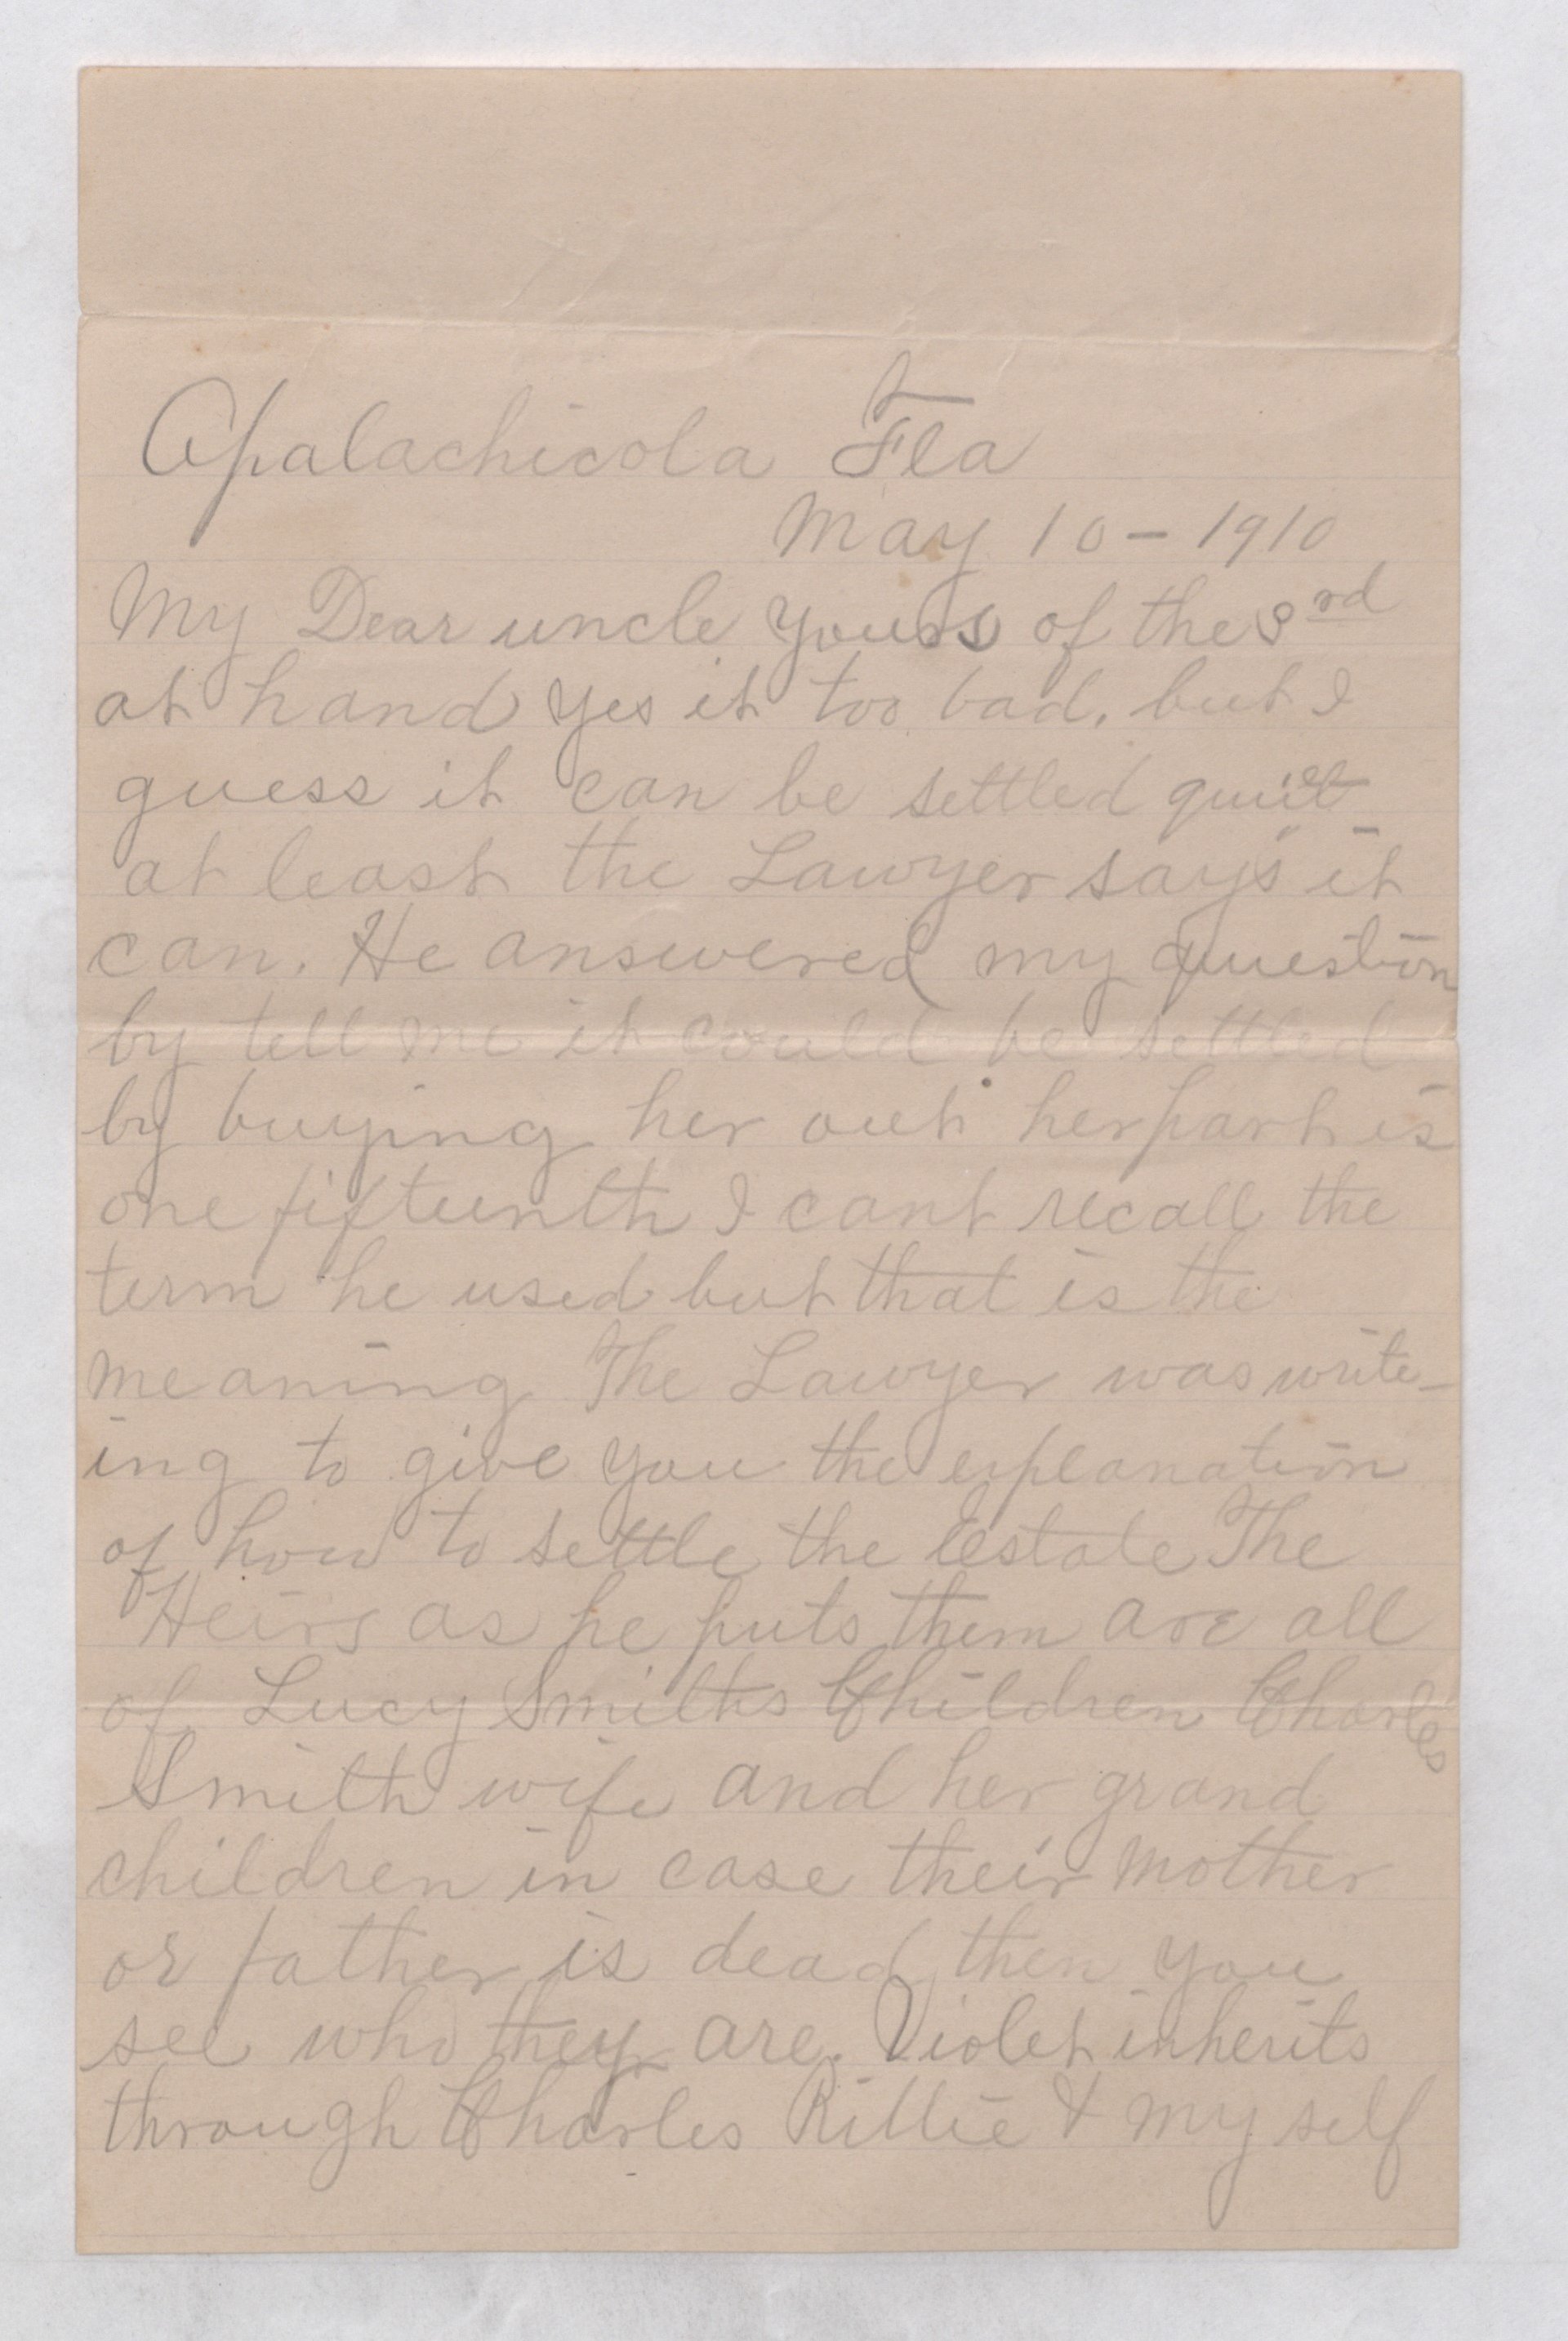 Apalachicola Fla
May 10 - 1910
My Dear uncle yours of the 3rd
at hand yes it too bad. but I
guess it can be settled quiet
at least the Lawyer says it
can. He answered my question
by tell me it could be settled
by buying her out her part is
one fifteenth I cant recall the
term he used but that is the
meaning The Lawyer was write-
ing to give you the explanation
of how to settle the Estate The
Heirs as he puts them are all
of Lucy Smiths Children Charles
Smith wife and her grand
children in case their mother
or father is dead then you
see who they are. Violet inherits
through Charles Rillie & my self